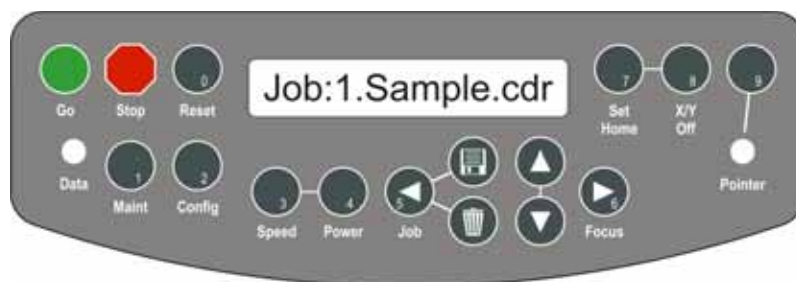 Job:1.Sample.cdr
Go
Stop
0
Reset
7
Set
Home
8
X/Y
Off
9
Data
1
Maint
2
Config
3
Speed
4
Power
5
Job
6
Focus
Pointer